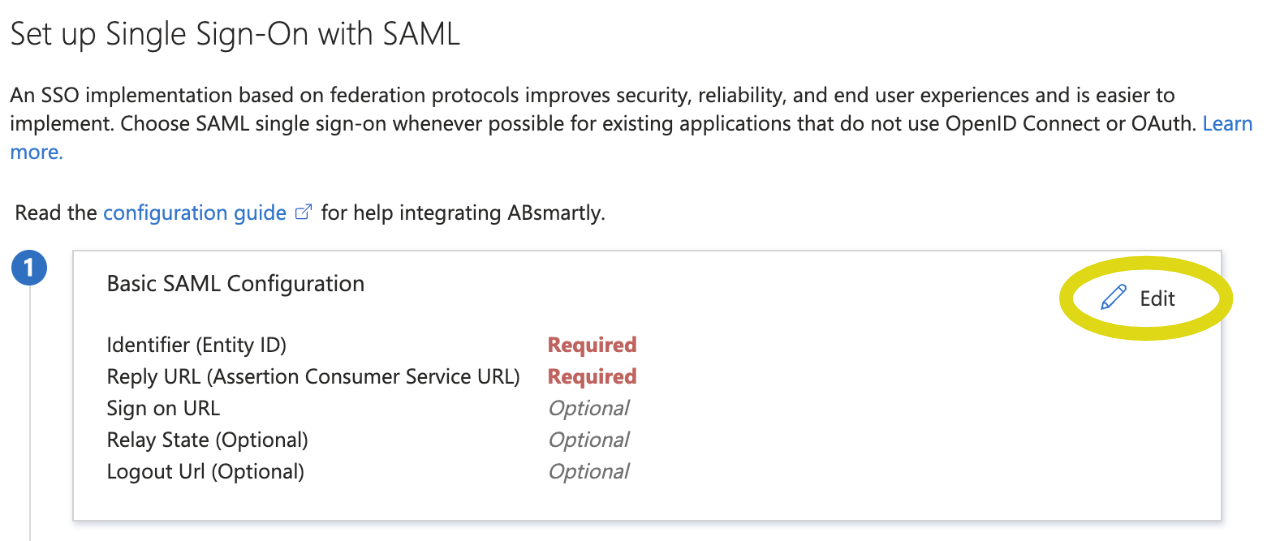 Set up Single Sign-On with SAML
An SSO implementation based on federation protocols improves security, reliability, and end user experiences and is easier to
implement. Choose SAML single sign-on whenever possible for existing applications that do not use OpenID Connect or OAuth. Learn
more.
Read the configuration guide for help integrating ABsmartly.
1
Basic SAML Configuration
Edit
Identifier (Entity ID) Required
Reply URL (Assertion Consumer Service URL) Required
Sign on URL Optional
Relay State (Optional) Optional
Logout Url (Optional) Optional